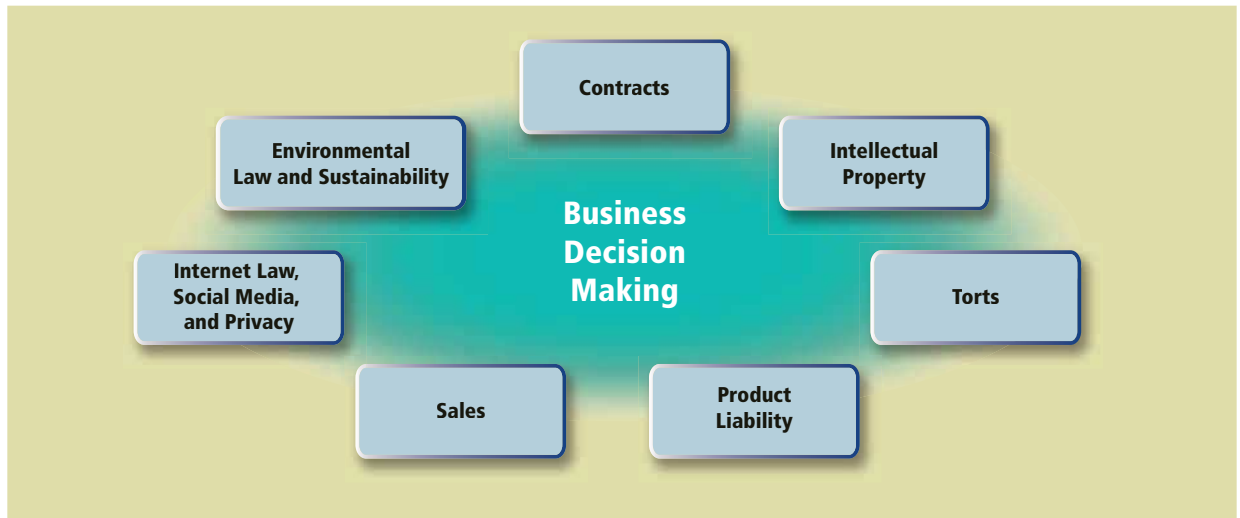 Contracts
Environmental
Law and Sustainability
Intellectual
Property
Business
Decision
Making
Internet Law,
Social Media,
and Privacy
Torts
Sales
Product
Liability